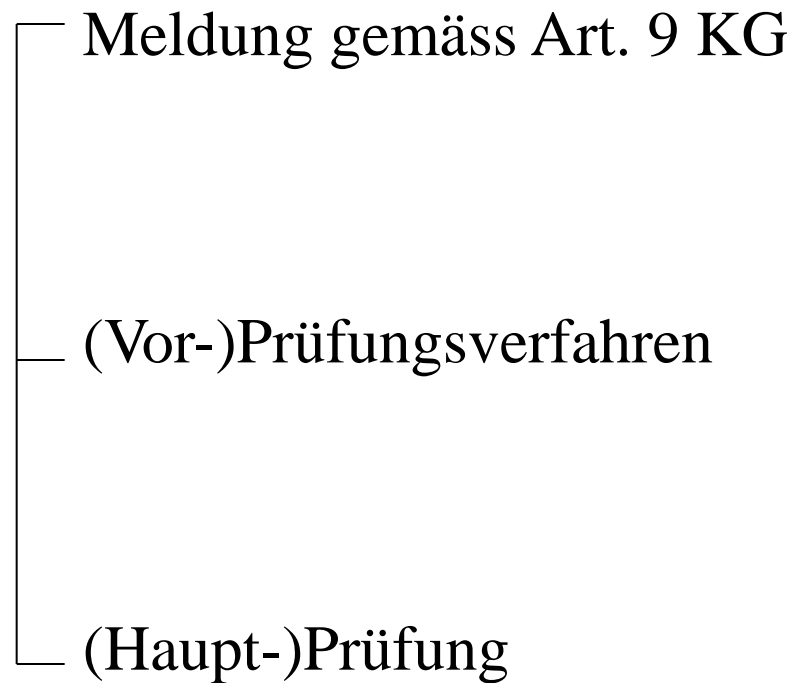 Meldung gemäss Art. 9 KG
(Vor-)Prüfungsverfahren
(Haupt-)Prüfung